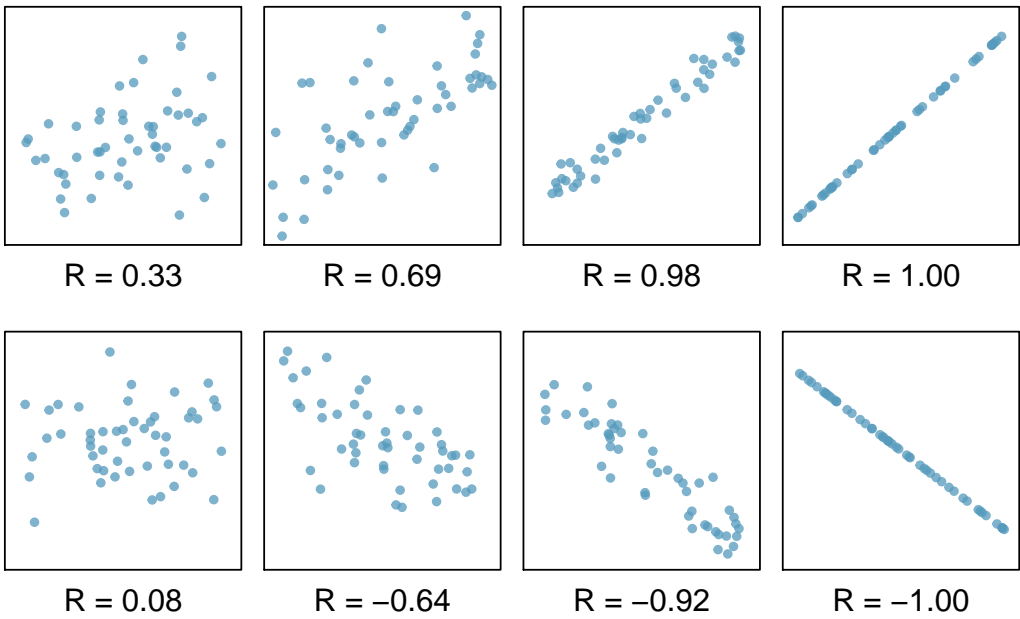 R = 0.33
R = 0.69
R = 0.98
R = 1.00
R = 0.08
R = −0.64
R = −0.92
R = −1.00